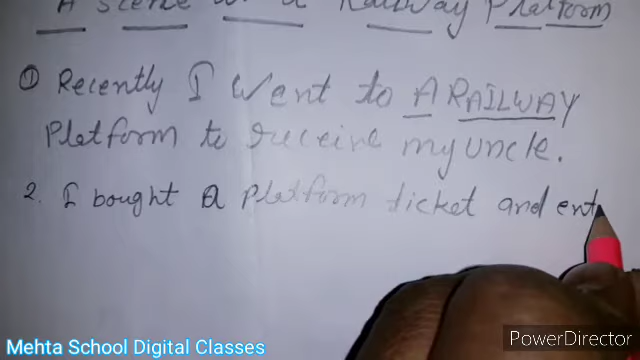 A Scene at a Railway Platform
① Recently I went to A RAILWAY
Platform to receive my uncle.
2. I bought a platform ticket and ent
Mehta School Digital Classes
PowerDirector